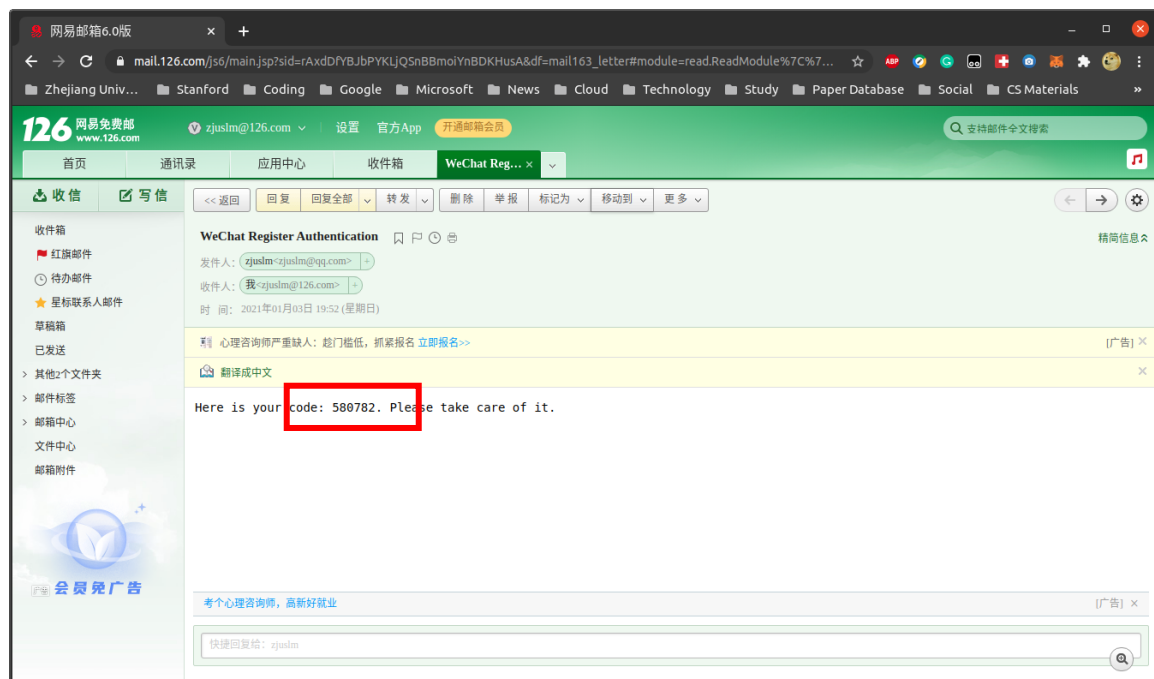 网易邮箱6.0版
mail.126.com/js6/main.jsp?sid=rAxdDfYBJbPYKLjQSnBBmoiYnBDKHusA&df=mail163_letter#module=read.ReadModule%7C%7...
Zhejiang Univ... Stanford Coding Google Microsoft News Cloud Technology Study Paper Database Social CS Materials »
126 网易免费邮 www.126.com zjuslm@126.com 设置 官方App 开通邮箱会员 支持邮件全文搜索
首页 通讯录 应用中心 收件箱 WeChat Reg... ×
收信 写信 << 返回 回复 回复全部 转发 删除 举报 标记为 移动到 更多
收件箱
红旗邮件
待办邮件
星标联系人邮件
草稿箱
已发送
其他2个文件夹
邮件标签
邮箱中心
文件中心
邮箱附件
会员免广告
WeChat Register Authentication
精简信息
发件人: zjuslm<zjuslm@qq.com> +
收件人: 我<zjuslm@126.com> +
时 间: 2021年01月03日 19:52 (星期日)
心理咨询师严重缺人: 趁门槛低, 抓紧报名 立即报名>> [广告] ×
翻译成中文 ×
Here is your code: 580782. Please take care of it.
考个心理咨询师, 高新好就业 [广告] ×
快捷回复给: zjuslm